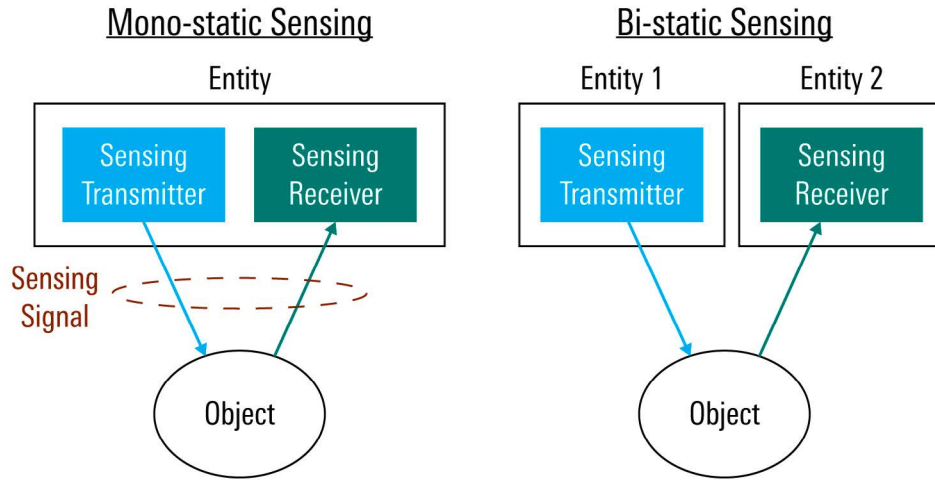 Mono-static Sensing
Entity
Sensing
Transmitter
Sensing
Receiver
Sensing
Signal
Object
Bi-static Sensing
Entity 1
Entity 2
Sensing
Transmitter
Sensing
Receiver
Object